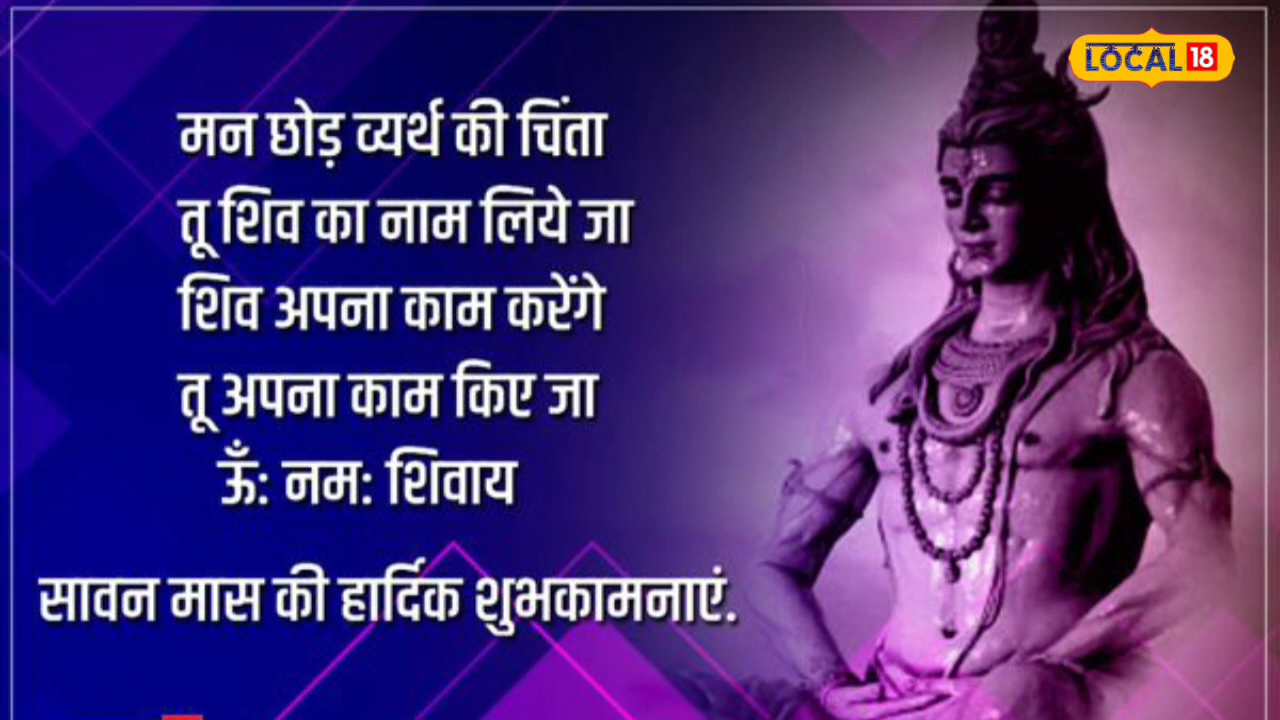 LOCAL 18
मन छोड़ व्यर्थ की चिंता
तू शिव का नाम लिये जा
शिव अपना काम करेंगे
तू अपना काम किए जा
ऊँ: नम: शिवाय
सावन मास की हार्दिक शुभकामनाएं.